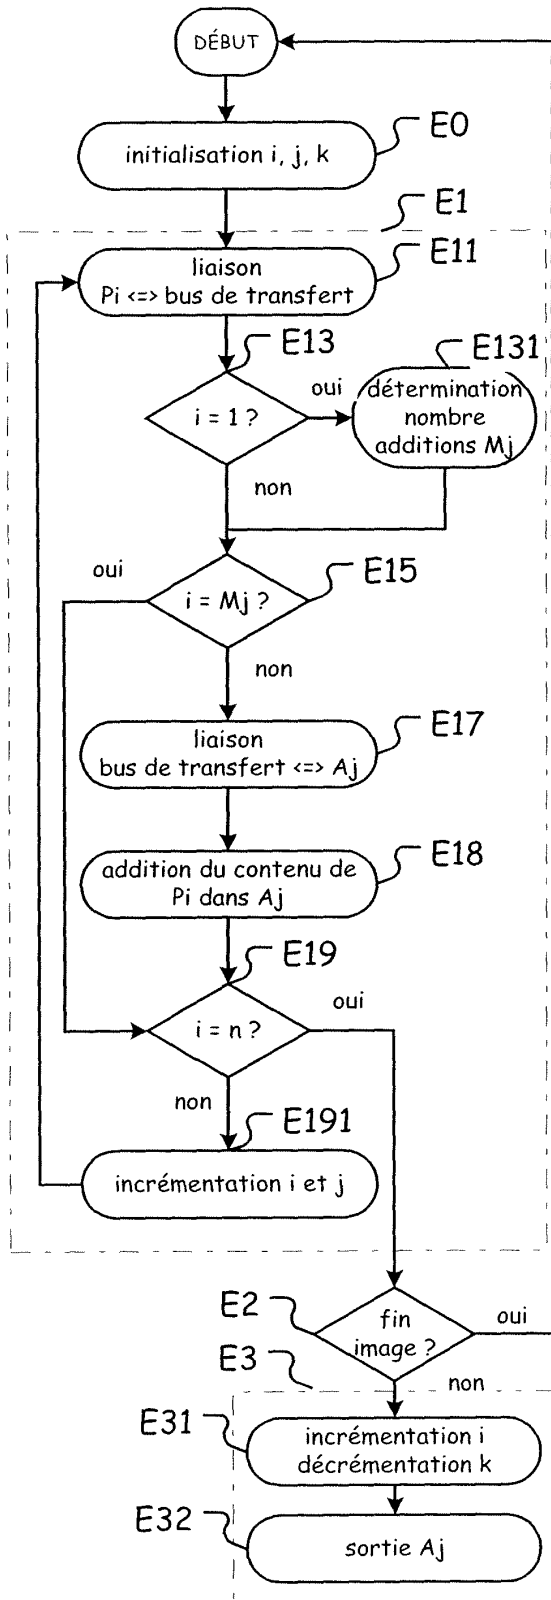 DÉBUT
E0
initialisation i, j, k
E1
E11
liaison
Pi <=> bus de transfert
E13
E131
i = 1 ?
oui
détermination
nombre
additions Mj
non
oui
E15
i = Mj ?
non
E17
liaison
bus de transfert <=> Aj
E18
addition du contenu de
Pi dans Aj
E19
oui
i = n ?
non
E191
incrémentation i et j
E2
fin
image ?
oui
E3
non
E31
incrémentation i
décrémentation k
E32
sortie Aj